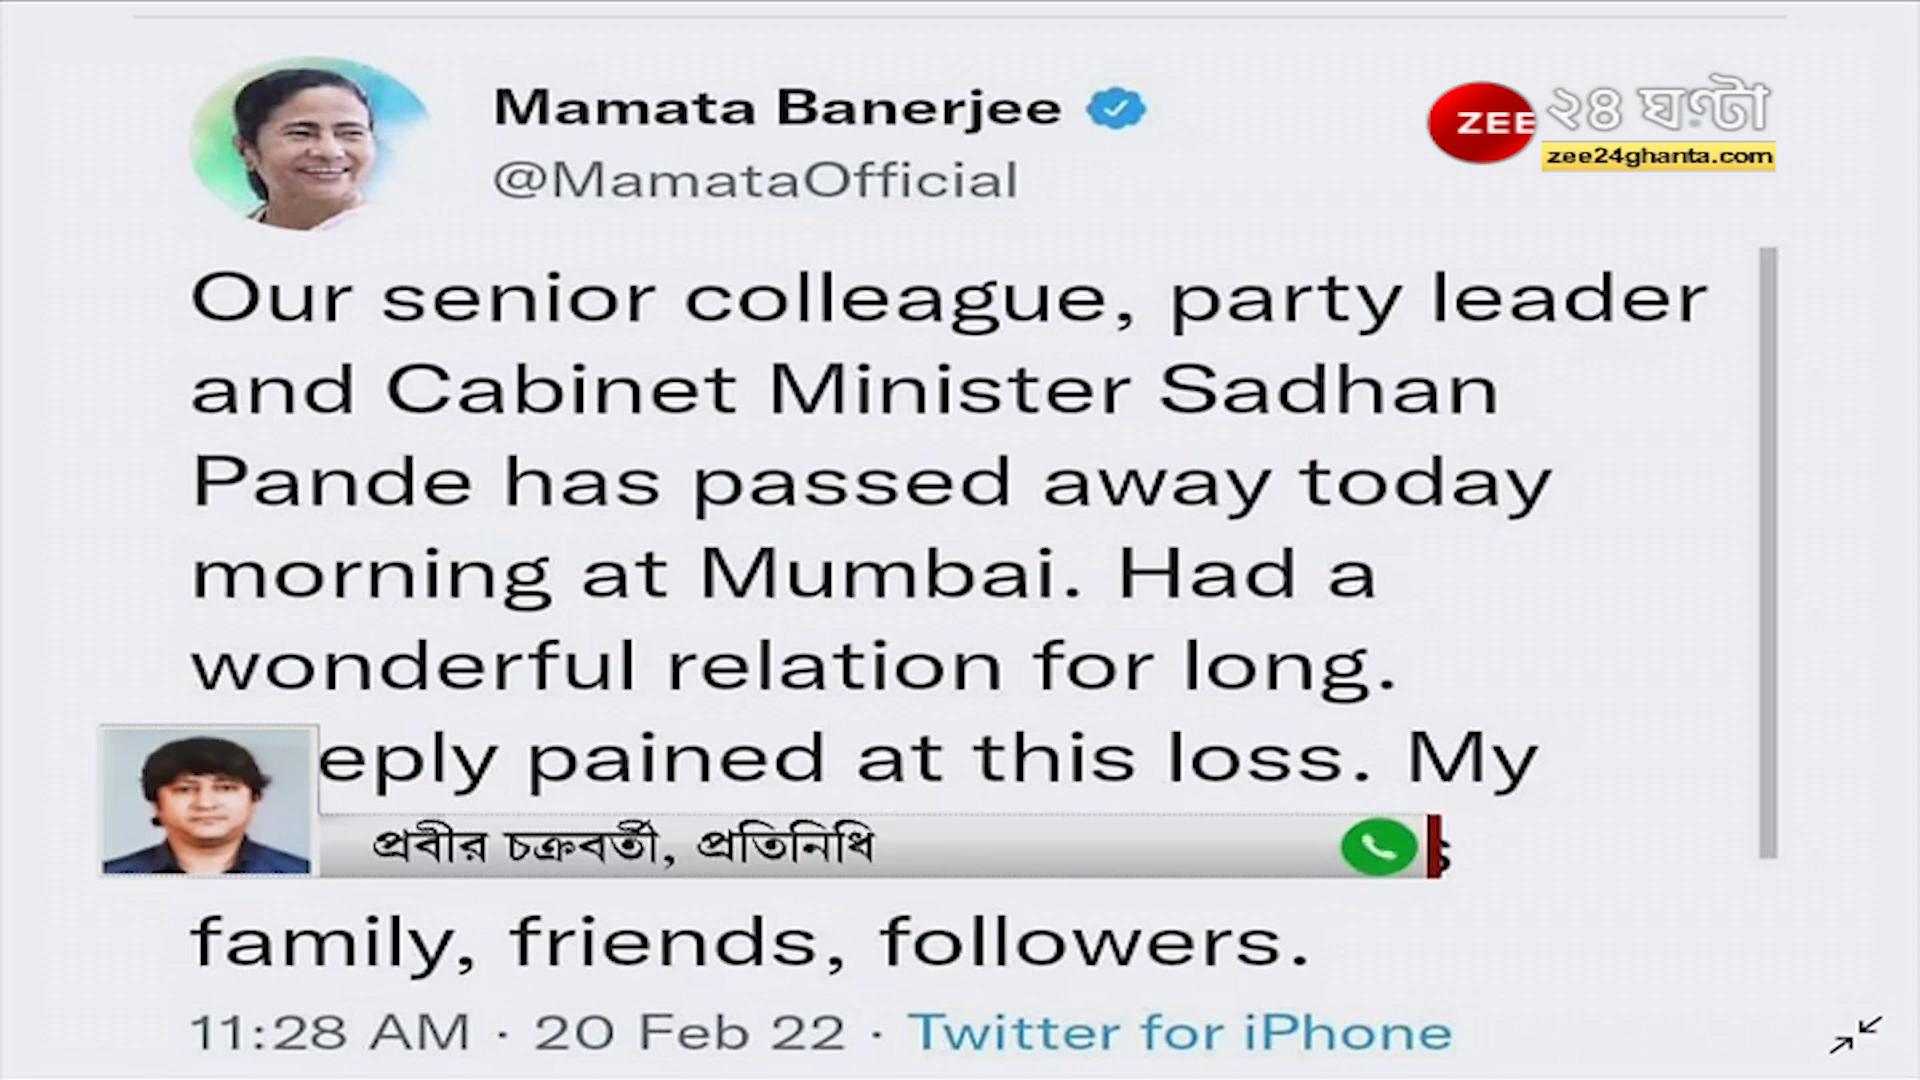 Mamata Banerjee
@MamataOfficial
ZEE ২৪ ঘণ্টা
zee24ghanta.com
Our senior colleague, party leader
and Cabinet Minister Sadhan
Pande has passed away today
morning at Mumbai. Had a
wonderful relation for long.
eply pained at this loss. My
প্রবীর চক্রবর্তী, প্রতিনিধি
family, friends, followers.
11:28 AM · 20 Feb 22 · Twitter for iPhone